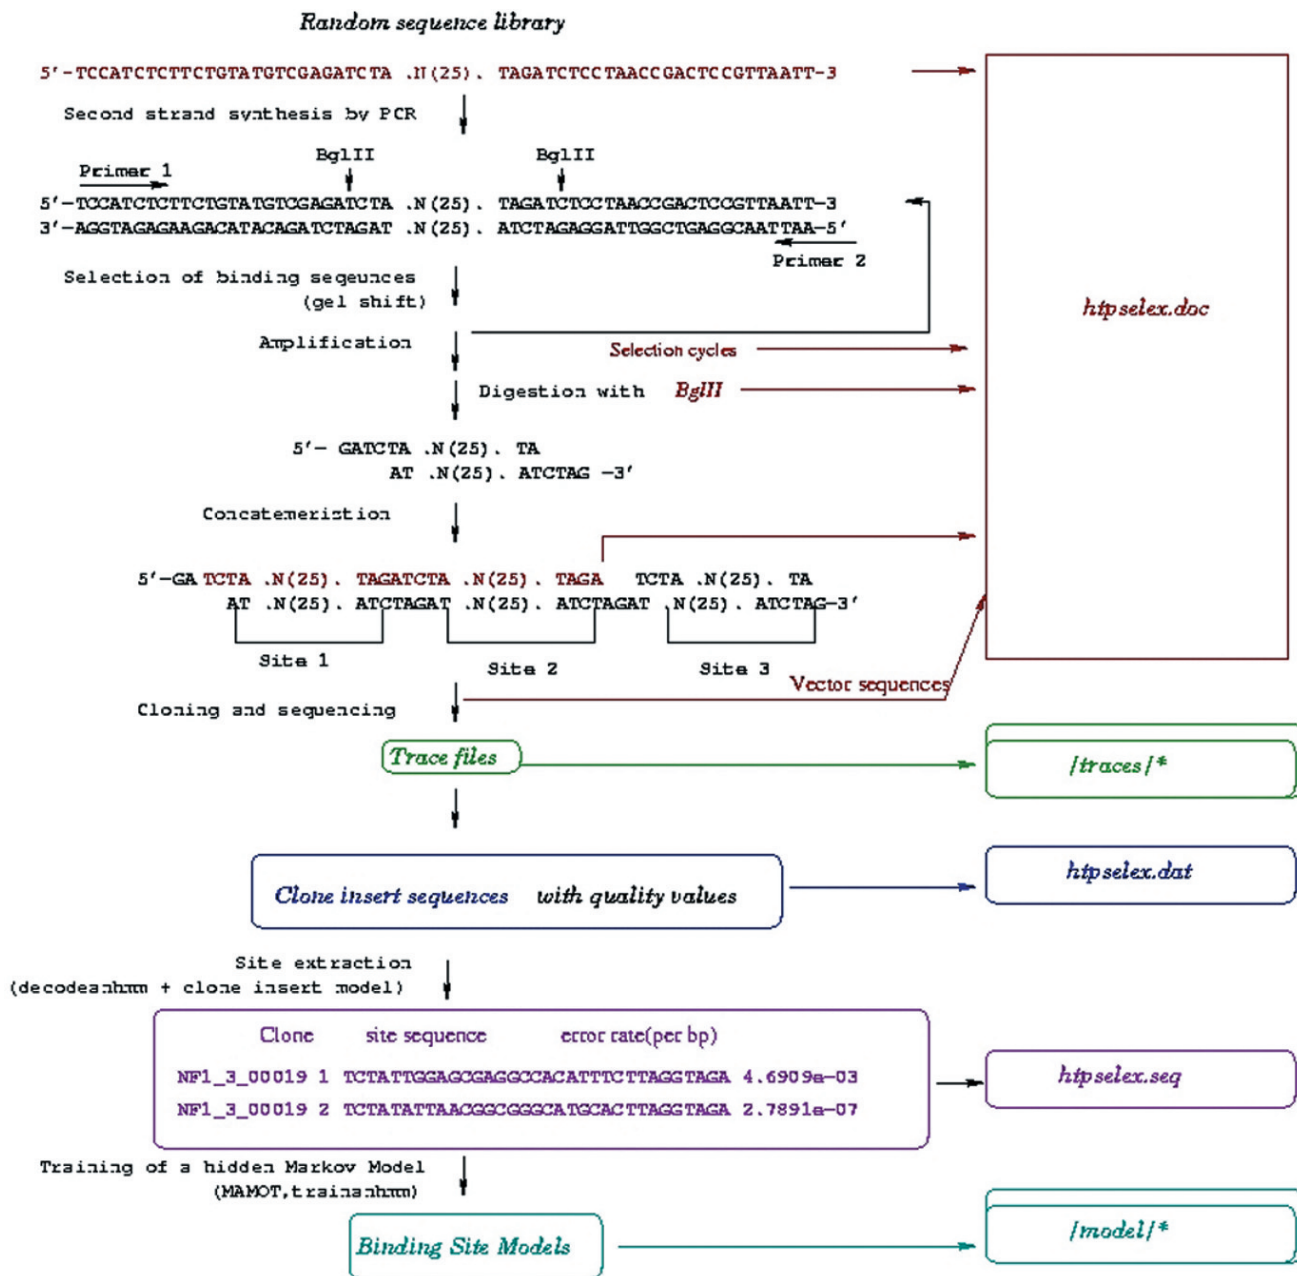 Random sequence library
5'-TCCATCTCTTCTGTATGTCGAGATCTA .N(25). TAGATCTCCTAACCGACTCCGTTAATT-3
Second strand synthesis by PCR
BglII BglII
Primer 1
5'-TCCATCTCTTCTGTATGTCGAGATCTA .N(25). TAGATCTCCTAACCGACTCCGTTAATT-3
3'-AGGTAGAGAAGACATACAGATCTAGAT .N(25). ATCTAGAGGATTGGCTGAGGCAATTAA-5'
Primer 2
Selection of binding seqeunces
(gel shift)
htpselex.doc
Amplification
Selection cycles
Digestion with BglII
5'- GATCTA .N(25). TA
AT .N(25). ATCTAG -3'
Concatemeristion
5'-GA TCTA .N(25). TAGATCTA .N(25). TAGA TCTA .N(25). TA
AT .N(25). ATCTAGAT .N(25). ATCTAGAT .N(25). ATCTAG-3'
Site 1 Site 2 Site 3
Vector sequences
Cloning and sequencing
Trace files
/traces/*
Clone insert sequences with quality values
htpselex.dat
Site extraction
(decodeanhmm + clone insert model)
Clone site sequence error rate(per bp)
NF1_3_00019 1 TCTATTGGAGCGAGGCCACATTTCTTAGGTAGA 4.6909e-03
NF1_3_00019 2 TCTATATTAACGGCGGGCATGCACTTAGGTAGA 2.7891e-07
htpselex.seq
Training of a hidden Markov Model
(MAMOT,trainanhmm)
Binding Site Models
/model/*